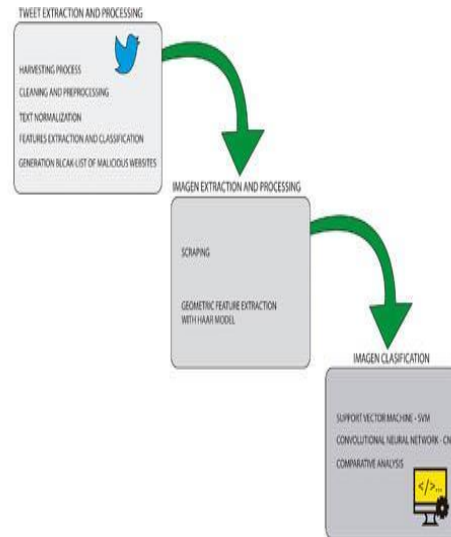 TWEET EXTRACTION AND PROCESSING
HARVESTING PROCESS
CLEANING AND PREPROCESSING
TEXT NORMALIZATION
FEATURES EXTRACTION AND CLASSIFICATION
GENERATION BLCAK-LIST OF MALICIOUS WEBSITES
IMAGEN EXTRACTION AND PROCESSING
SCRAPING
GEOMETRIC FEATURE EXTRACTION
WITH HAAR MODEL
IMAGEN CLASIFICATION
SUPPORT VECTOR MACHINE - SVM
CONVOLUTIONAL NEURAL NETWORK - CN
COMPARATIVE ANALYSIS
</>...